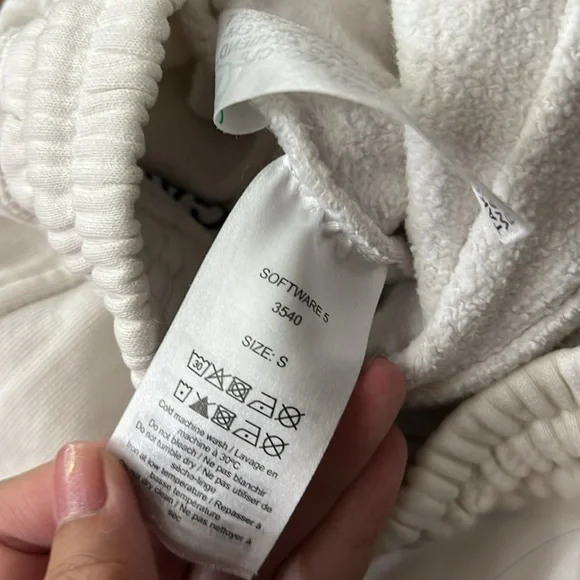 SOFTWARE 5
3540
SIZE: S
30
Cold machine wash / Lavage en
machine à 30°C.
Do not bleach / Ne pas blanchir
Do not tumble dry / Ne pas utiliser de
sèche-linge
Iron at low temperature / Repasser à
basse température
dry clean / Ne pas nettoyer à
sec.